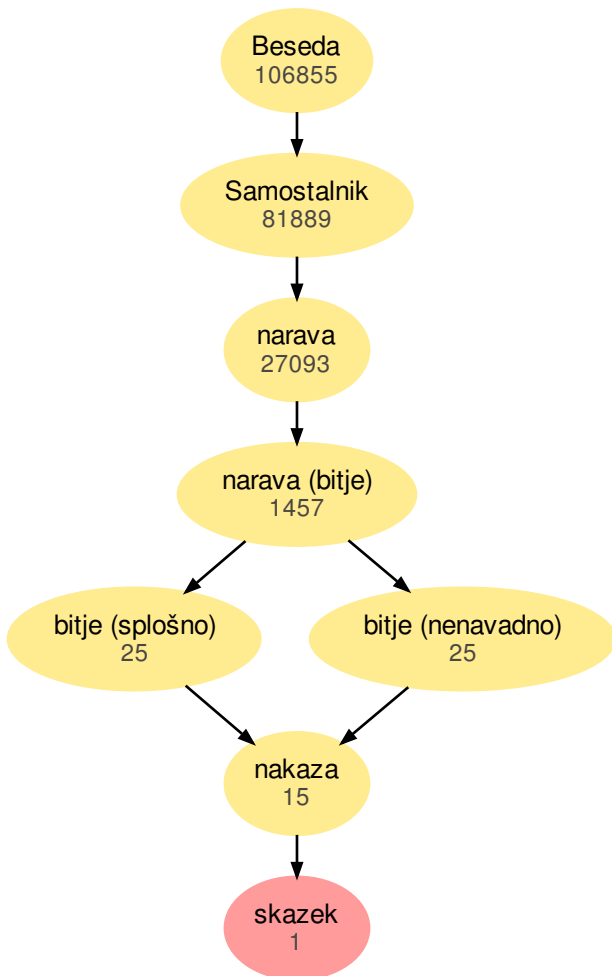 Beseda
106855
Samostalnik
81889
narava
27093
narava (bitje)
1457
bitje (splošno)
25
bitje (nenavadno)
25
nakaza
15
skazek
1